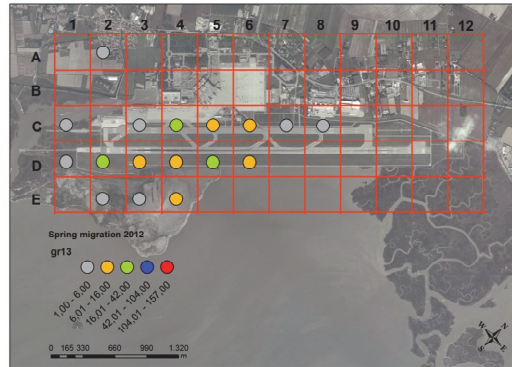 1 2 3 4 5 6 7 8 9 10 11 12
A
B
C
D
E
Spring migration 2012
gr13
1,00 - 6,00
6,01 - 16,00
16,01 - 42,00
42,01 - 104,00
104,01 - 157,00
0 165 330 660 990 1.320
m
N
W
E
S